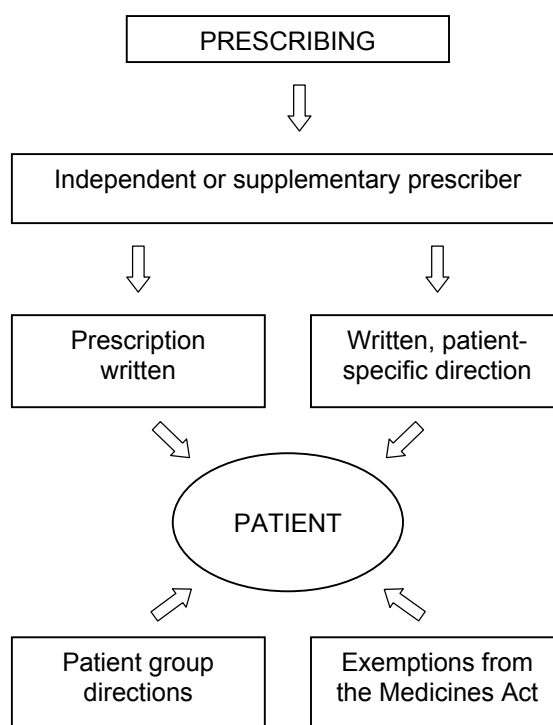 PRESCRIBING
Independent or supplementary prescriber
Prescription
written
Written, patient-
specific direction
PATIENT
Patient group
directions
Exemptions from
the Medicines Act